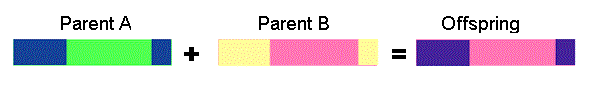 Parent A Parent B Offspring
+ =